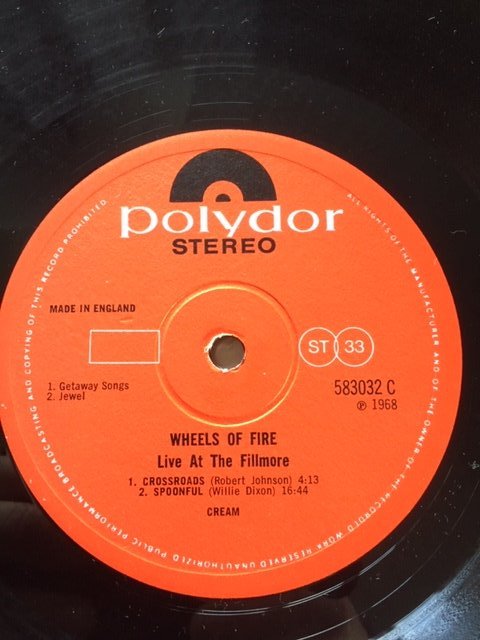 polydor
STEREO
MADE IN ENGLAND
ST 33
1. Getaway Songs
2. Jewel
583032 C
℗ 1968
WHEELS OF FIRE
Live At The Fillmore
1. CROSSROADS (Robert Johnson) 4:13
2. SPOONFUL (Willie Dixon) 16:44
CREAM
ALL RIGHTS OF THE MANUFACTURER AND OF THE OWNER OF THE RECORDED WORK RESERVED UNAUTHORIZED PUBLIC PERFORMANCE BROADCASTING AND COPYING OF THIS RECORD PROHIBITED